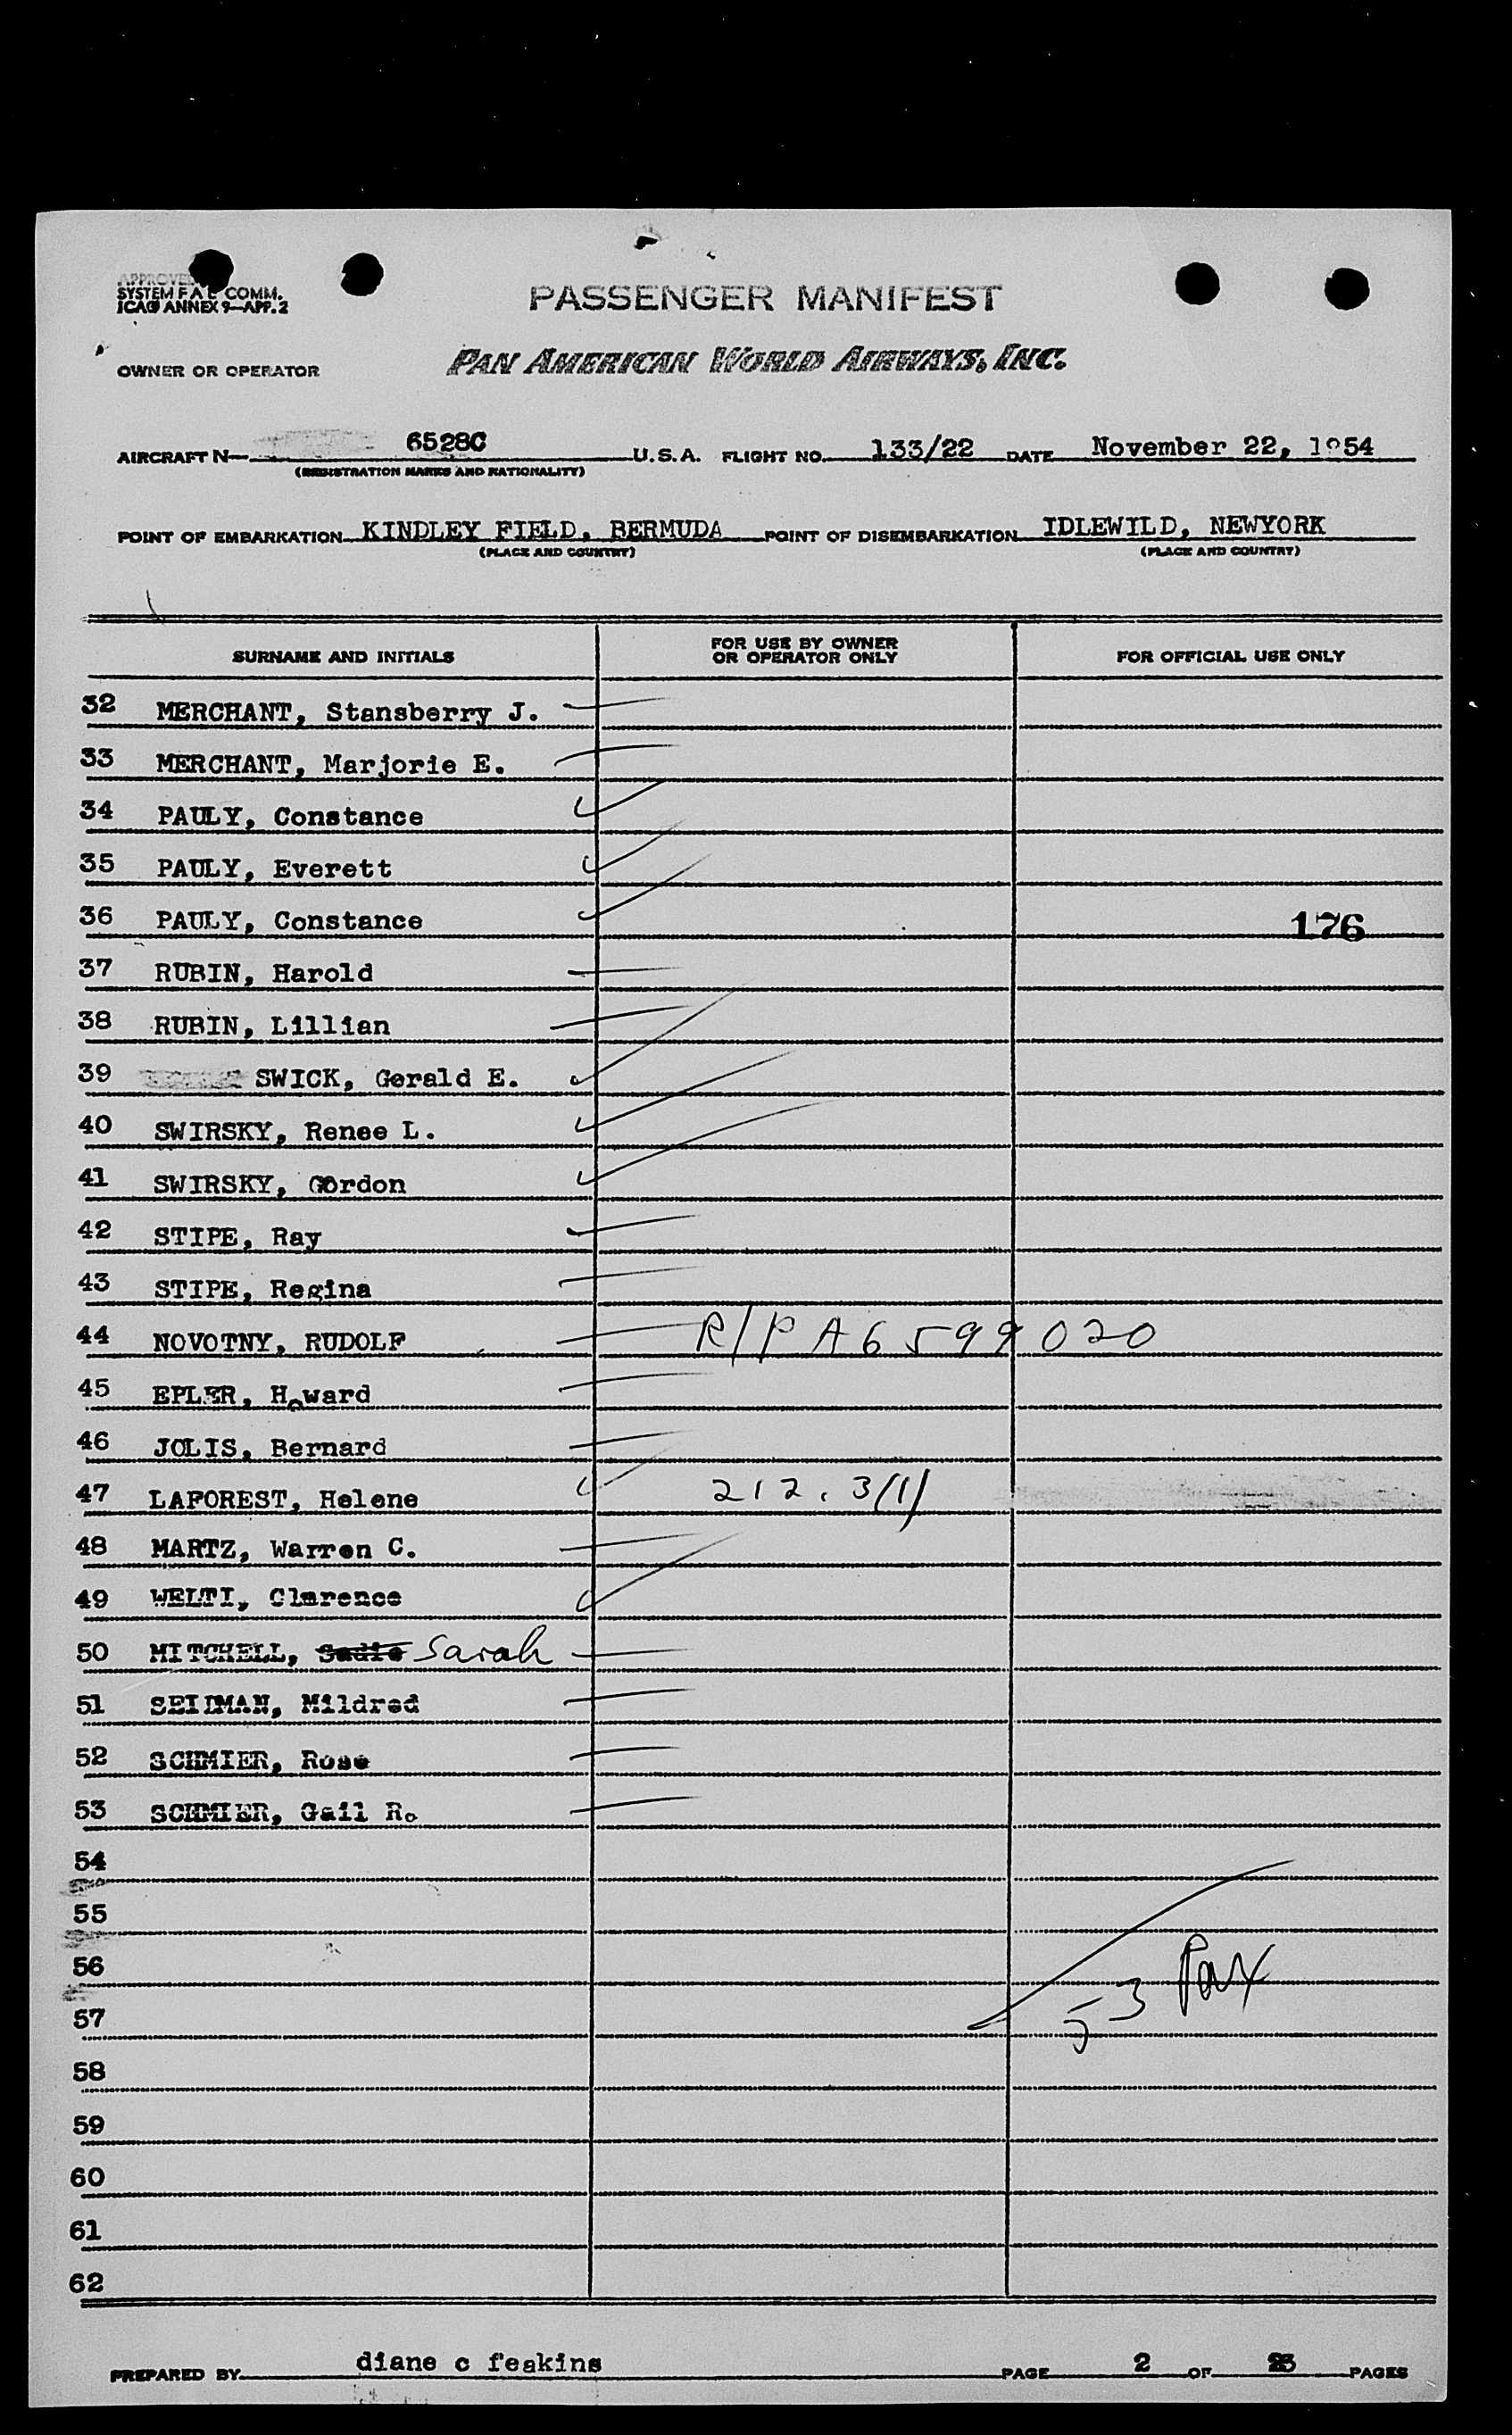 APPROVED
SYSTEM F A L COMM.
ICAO ANNEX 9—APP. 2
PASSENGER MANIFEST
OWNER OR OPERATOR PAN AMERICAN WORLD AIRWAYS, INC.
AIRCRAFT N— 6528C U.S.A. FLIGHT NO. 133/22 DATE November 22, 1954
(REGISTRATION MARKS AND NATIONALITY)
POINT OF EMBARKATION KINDLEY FIELD, BERMUDA POINT OF DISEMBARKATION IDLEWILD, NEWYORK
(PLACE AND COUNTRY) (PLACE AND COUNTRY)
SURNAME AND INITIALS FOR USE BY OWNER OR OPERATOR ONLY FOR OFFICIAL USE ONLY
32 MERCHANT, Stansberry J.
33 MERCHANT, Marjorie E.
34 PAULY, Constance
35 PAULY, Everett
36 PAULY, Constance 176
37 RUBIN, Harold
38 RUBIN, Lillian
39 SWICK, Gerald E.
40 SWIRSKY, Renee L.
41 SWIRSKY, Gordon
42 STIPE, Ray
43 STIPE, Regina
44 NOVOTNY, RUDOLF R/P A6599020
45 EPLER, Howard
46 JOLIS, Bernard
47 LAFOREST, Helene 212.3(1)
48 MARTZ, Warren C.
49 WELTI, Clarence
50 MITCHELL, Sadie Sarah
51 SEIDMAN, Mildred
52 SCHMIER, Rose
53 SCHMIER, Gail R.
54
55
56
57 53 Pax
58
59
60
61
62
PREPARED BY diane c feakins PAGE 2 OF PAGES